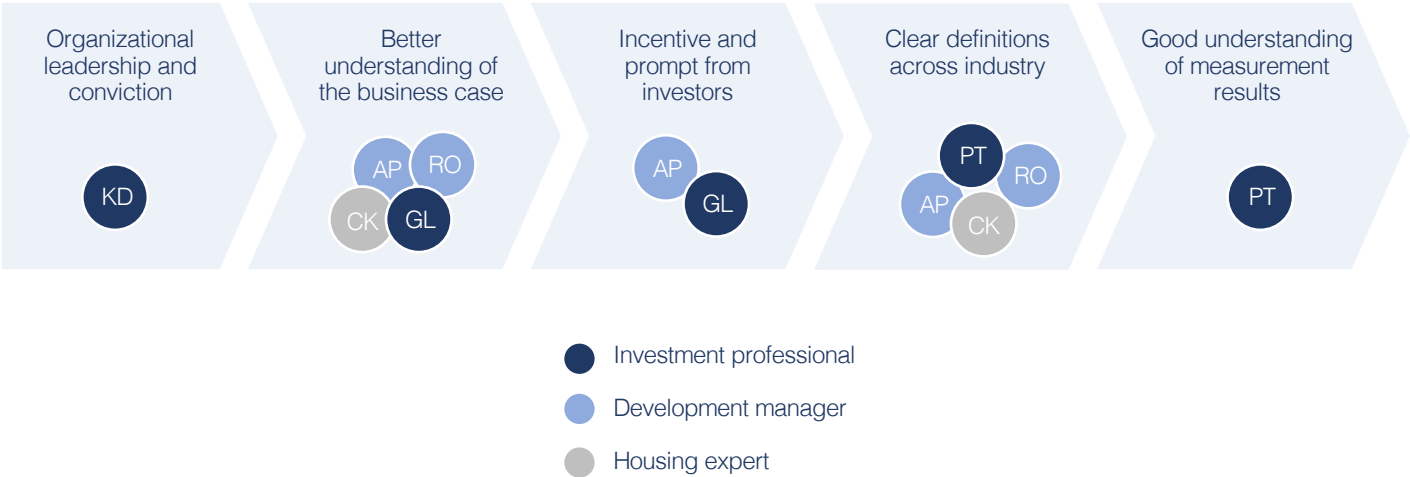 Organizational
leadership and
conviction
KD
Better
understanding of
the business case
AP
RO
CK
GL
Incentive and
prompt from
investors
AP
GL
Clear definitions
across industry
PT
RO
AP
CK
Good understanding
of measurement
results
PT
Investment professional
Development manager
Housing expert